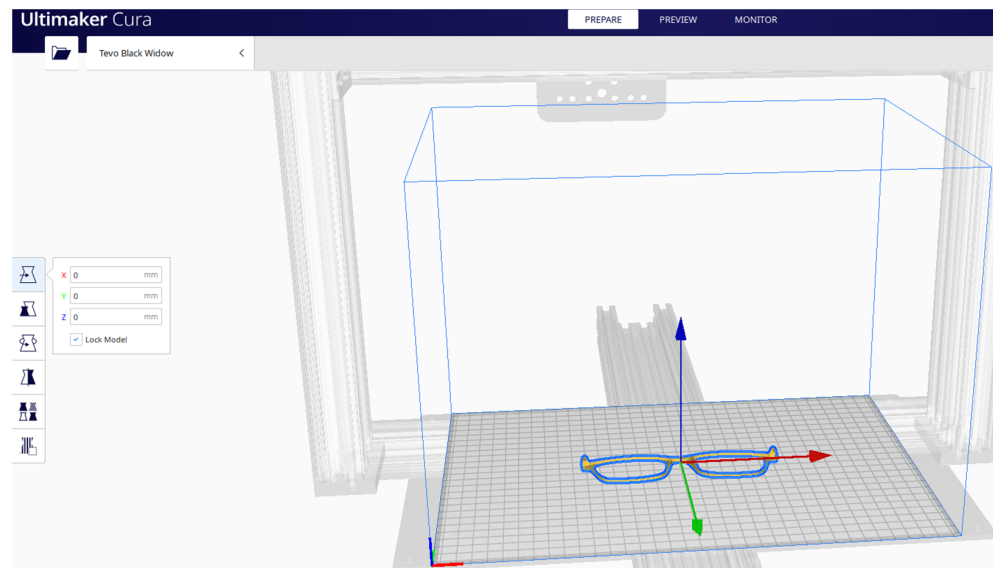 Ultimaker Cura
PREPARE PREVIEW MONITOR
Tevo Black Widow
X 0 mm
Y 0 mm
Z 0 mm
Lock Model